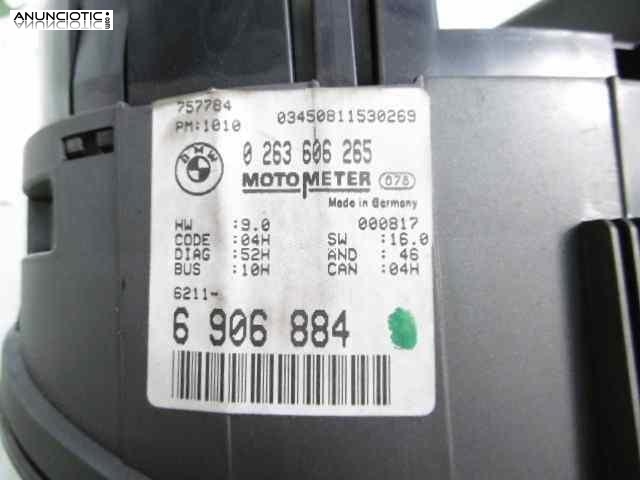 ANUNCIOTIC!
.com
757784
PM:1010
03450811530269
BMW
0 263 606 265
MOTOMETER 078
Made in Germany
HW :9.0 000817
CODE :04H SW :16.0
DIAG :52H AND : 46
BUS :10H CAN :04H
6211-
6 906 884